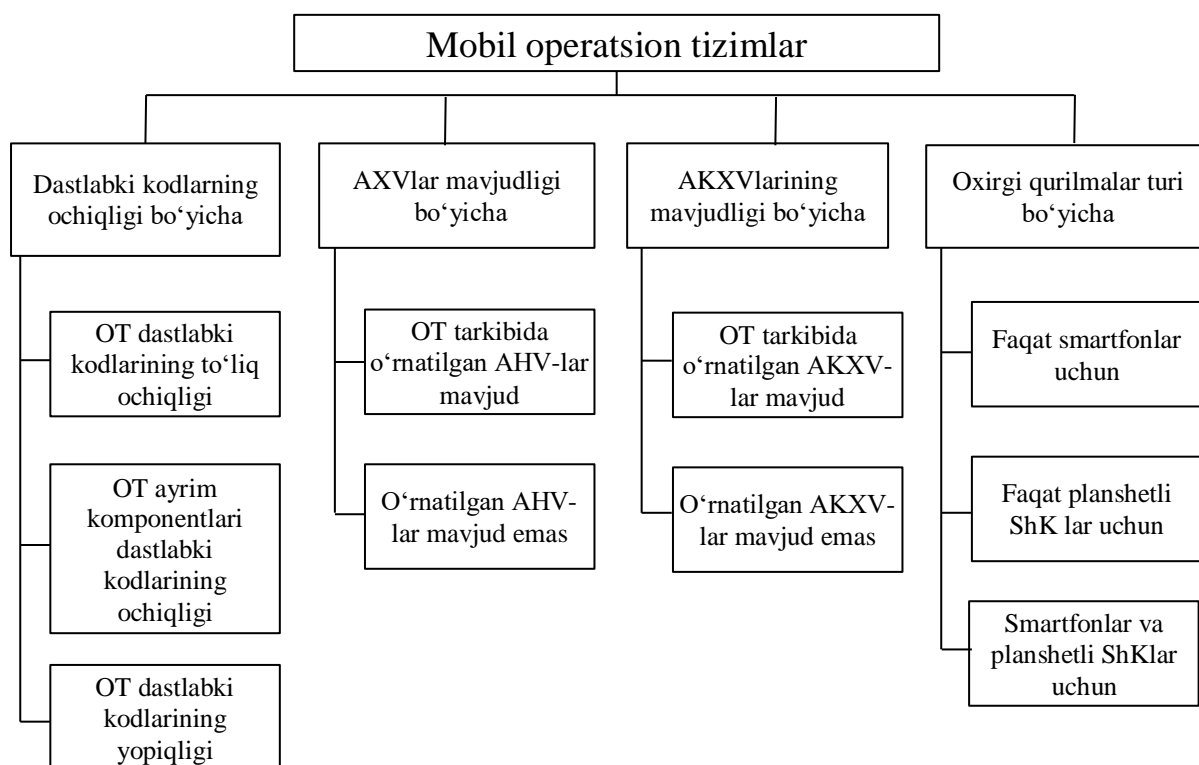 Mobil operatsion tizimlar
Dastlabki kodlarning
ochiqligi bo‘yicha
AXVlar mavjudligi
bo‘yicha
AKXVlarining
mavjudligi bo‘yicha
Oxirgi qurilmalar turi
bo‘yicha
OT dastlabki
kodlarining to‘liq
ochiqligi
OT ayrim
komponentlari
dastlabki
kodlarining
ochiqligi
OT dastlabki
kodlarining
yopiqligi
OT tarkibida
o‘rnatilgan AHV-lar
mavjud
O‘rnatilgan AHV-
lar mavjud emas
OT tarkibida
o‘rnatilgan AKXV-
lar mavjud
O‘rnatilgan AKXV-
lar mavjud emas
Faqat smartfonlar
uchun
Faqat planshetli
ShK lar uchun
Smartfonlar va
planshetli ShKlar
uchun